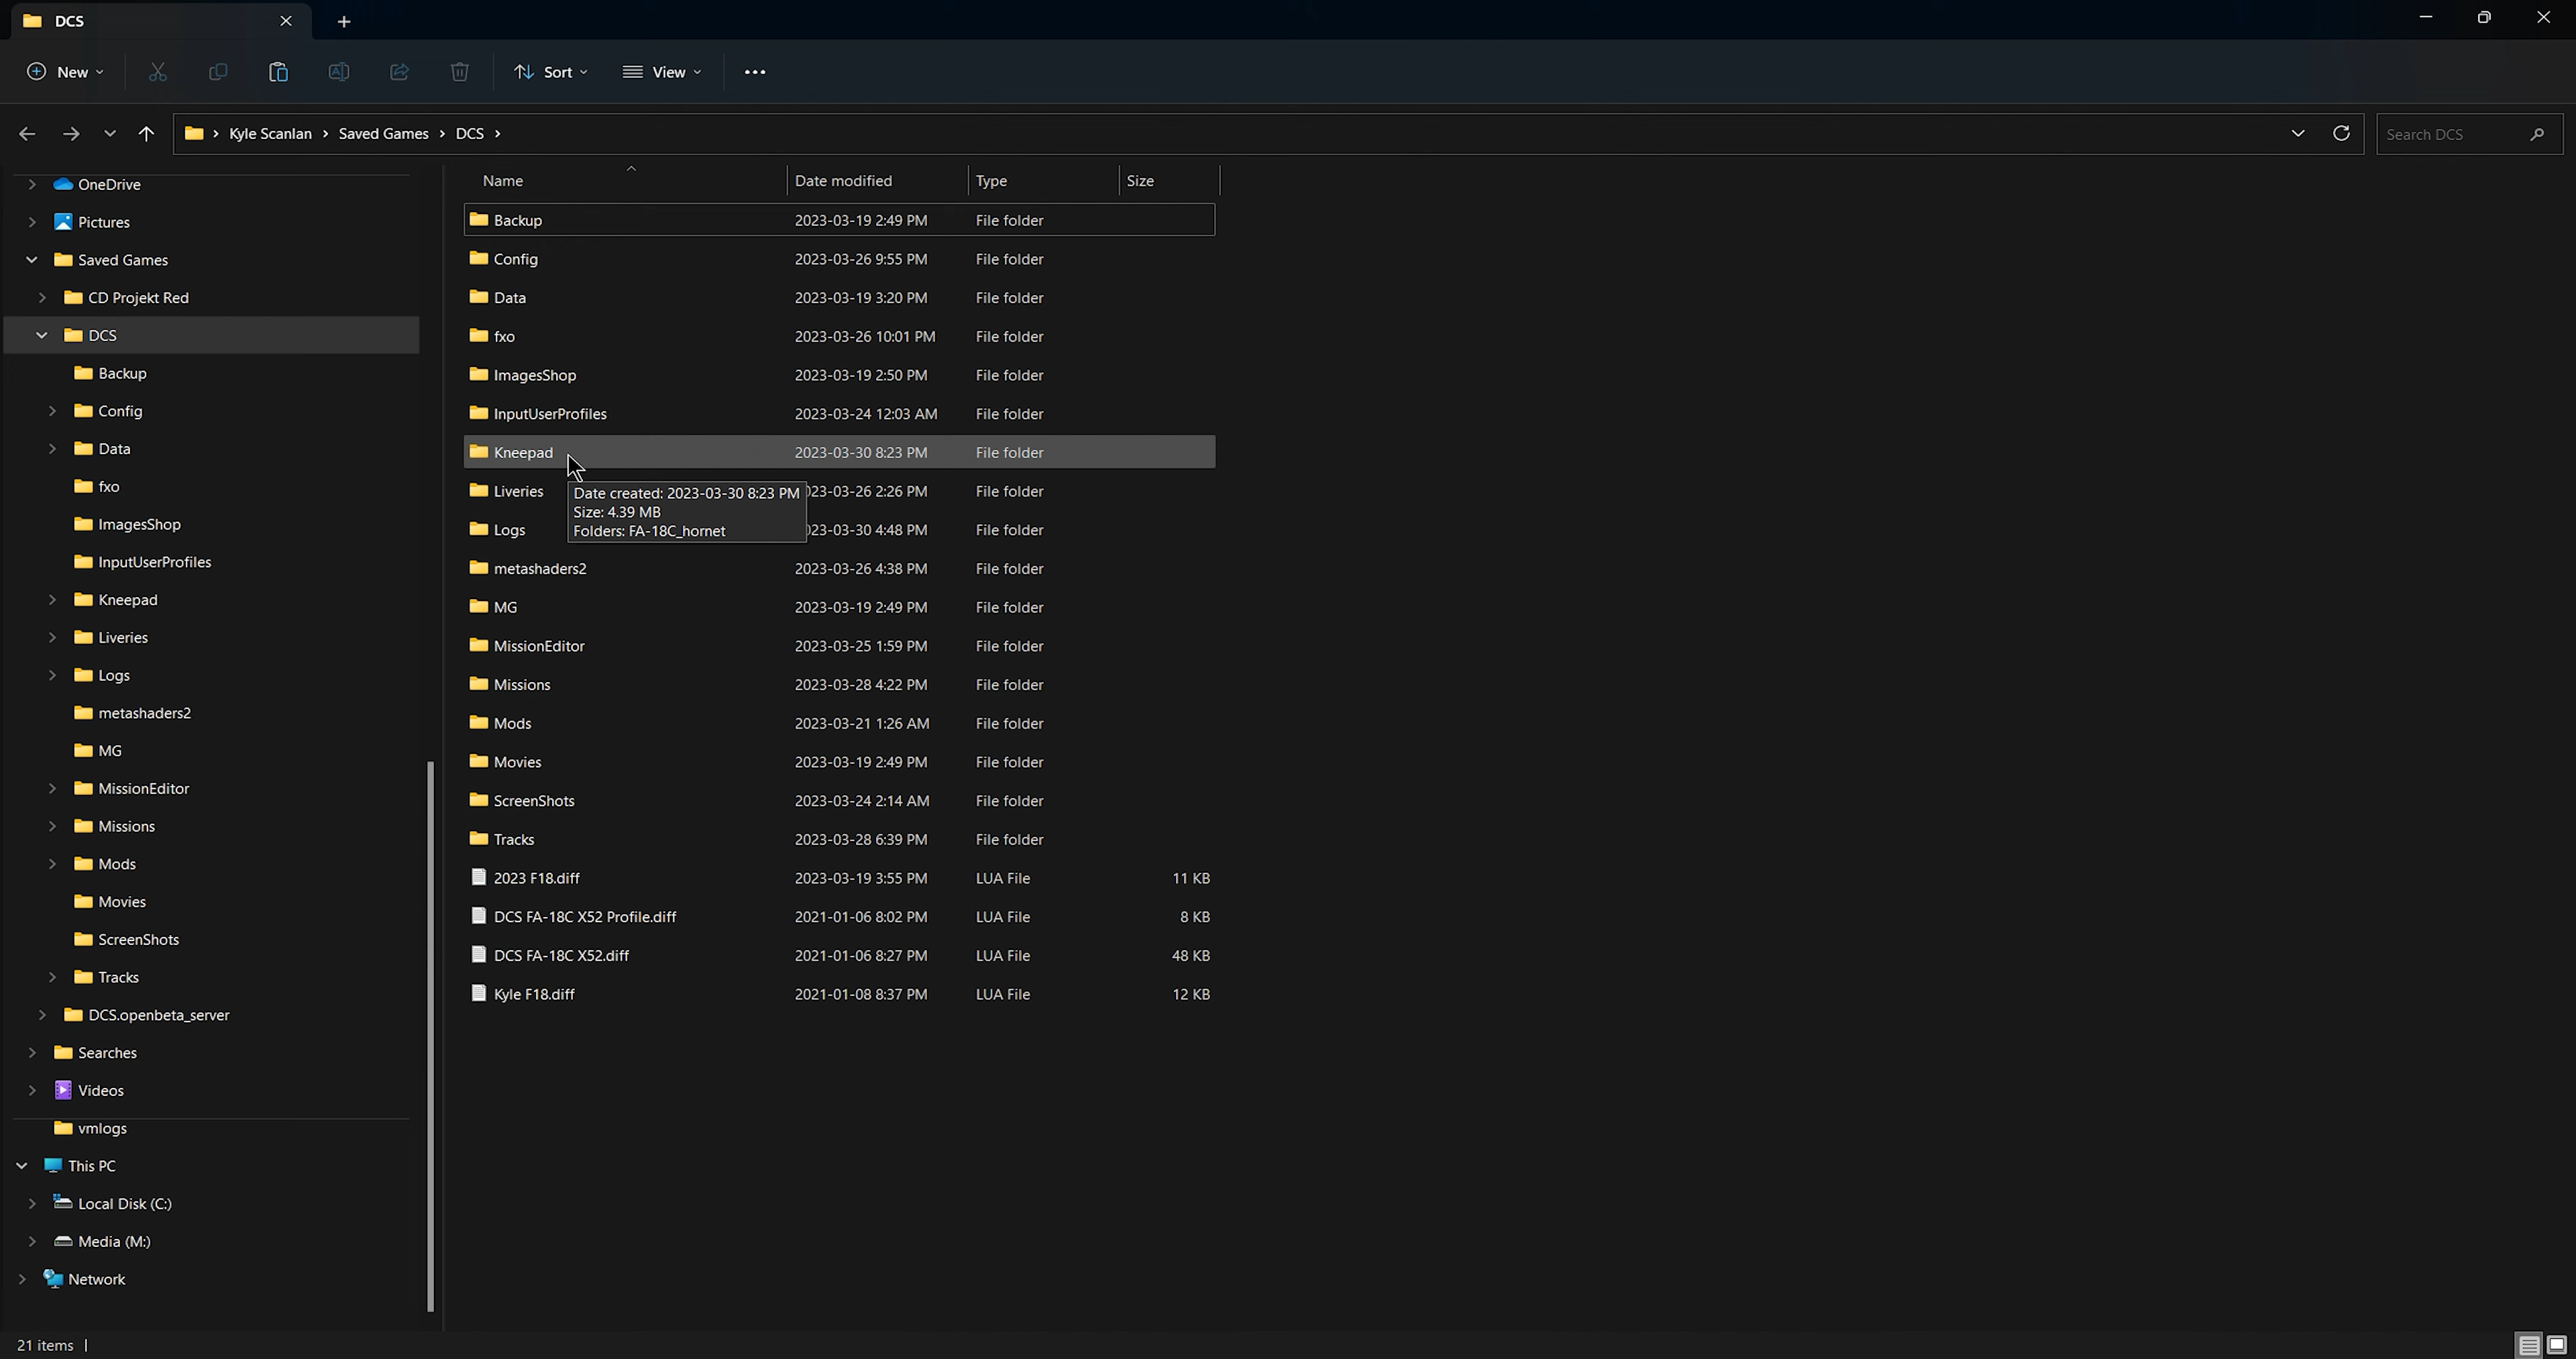 DCS
New
Sort
View
Kyle Scanlan › Saved Games › DCS ›
Search DCS
OneDrive
Pictures
Saved Games
CD Projekt Red
DCS
Backup
Config
Data
fxo
ImagesShop
InputUserProfiles
Kneepad
Liveries
Logs
metashaders2
MG
MissionEditor
Missions
Mods
Movies
ScreenShots
Tracks
DCS.openbeta_server
Searches
Videos
vmlogs
This PC
Local Disk (C:)
Media (M:)
Network
Name Date modified Type Size
Backup 2023-03-19 2:49 PM File folder
Config 2023-03-26 9:55 PM File folder
Data 2023-03-19 3:20 PM File folder
fxo 2023-03-26 10:01 PM File folder
ImagesShop 2023-03-19 2:50 PM File folder
InputUserProfiles 2023-03-24 12:03 AM File folder
Kneepad 2023-03-30 8:23 PM File folder
Liveries 23-03-26 2:26 PM File folder
Logs 23-03-30 4:48 PM File folder
Date created: 2023-03-30 8:23 PM
Size: 4.39 MB
Folders: FA-18C_hornet
metashaders2 2023-03-26 4:38 PM File folder
MG 2023-03-19 2:49 PM File folder
MissionEditor 2023-03-25 1:59 PM File folder
Missions 2023-03-28 4:22 PM File folder
Mods 2023-03-21 1:26 AM File folder
Movies 2023-03-19 2:49 PM File folder
ScreenShots 2023-03-24 2:14 AM File folder
Tracks 2023-03-28 6:39 PM File folder
2023 F18.diff 2023-03-19 3:55 PM LUA File 11 KB
DCS FA-18C X52 Profile.diff 2021-01-06 8:02 PM LUA File 8 KB
DCS FA-18C X52.diff 2021-01-06 8:27 PM LUA File 48 KB
Kyle F18.diff 2021-01-08 8:37 PM LUA File 12 KB
21 items